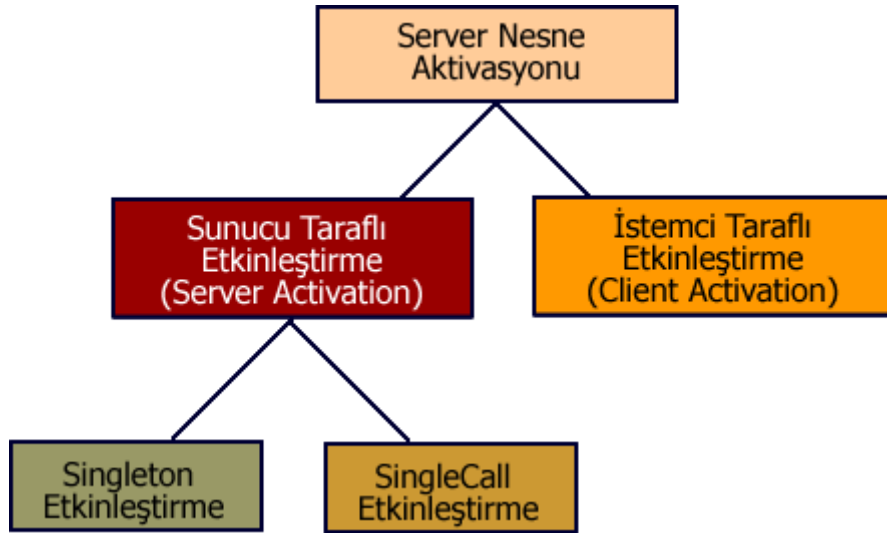 Server Nesne
Aktivasyonu
Sunucu Taraflı
Etkinleştirme
(Server Activation)
İstemci Taraflı
Etkinleştirme
(Client Activation)
Singleton
Etkinleştirme
SingleCall
Etkinleştirme